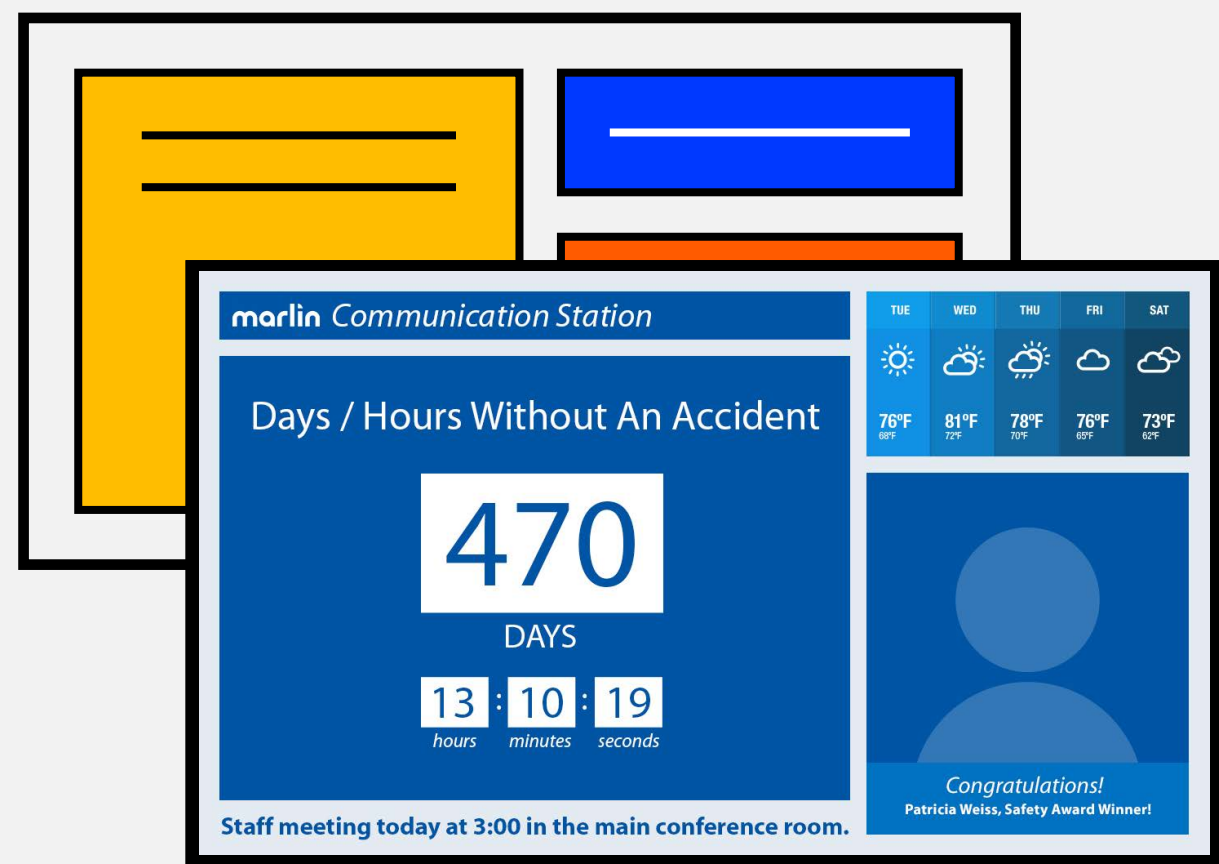 marlin Communication Station
Days / Hours Without An Accident
470
DAYS
13 : 10 : 19
hours minutes seconds
Staff meeting today at 3:00 in the main conference room.
TUE WED THU FRI SAT
76ºF 81ºF 78ºF 76ºF 73ºF
68ºF 72ºF 70ºF 65ºF 62ºF
Congratulations!
Patricia Weiss, Safety Award Winner!